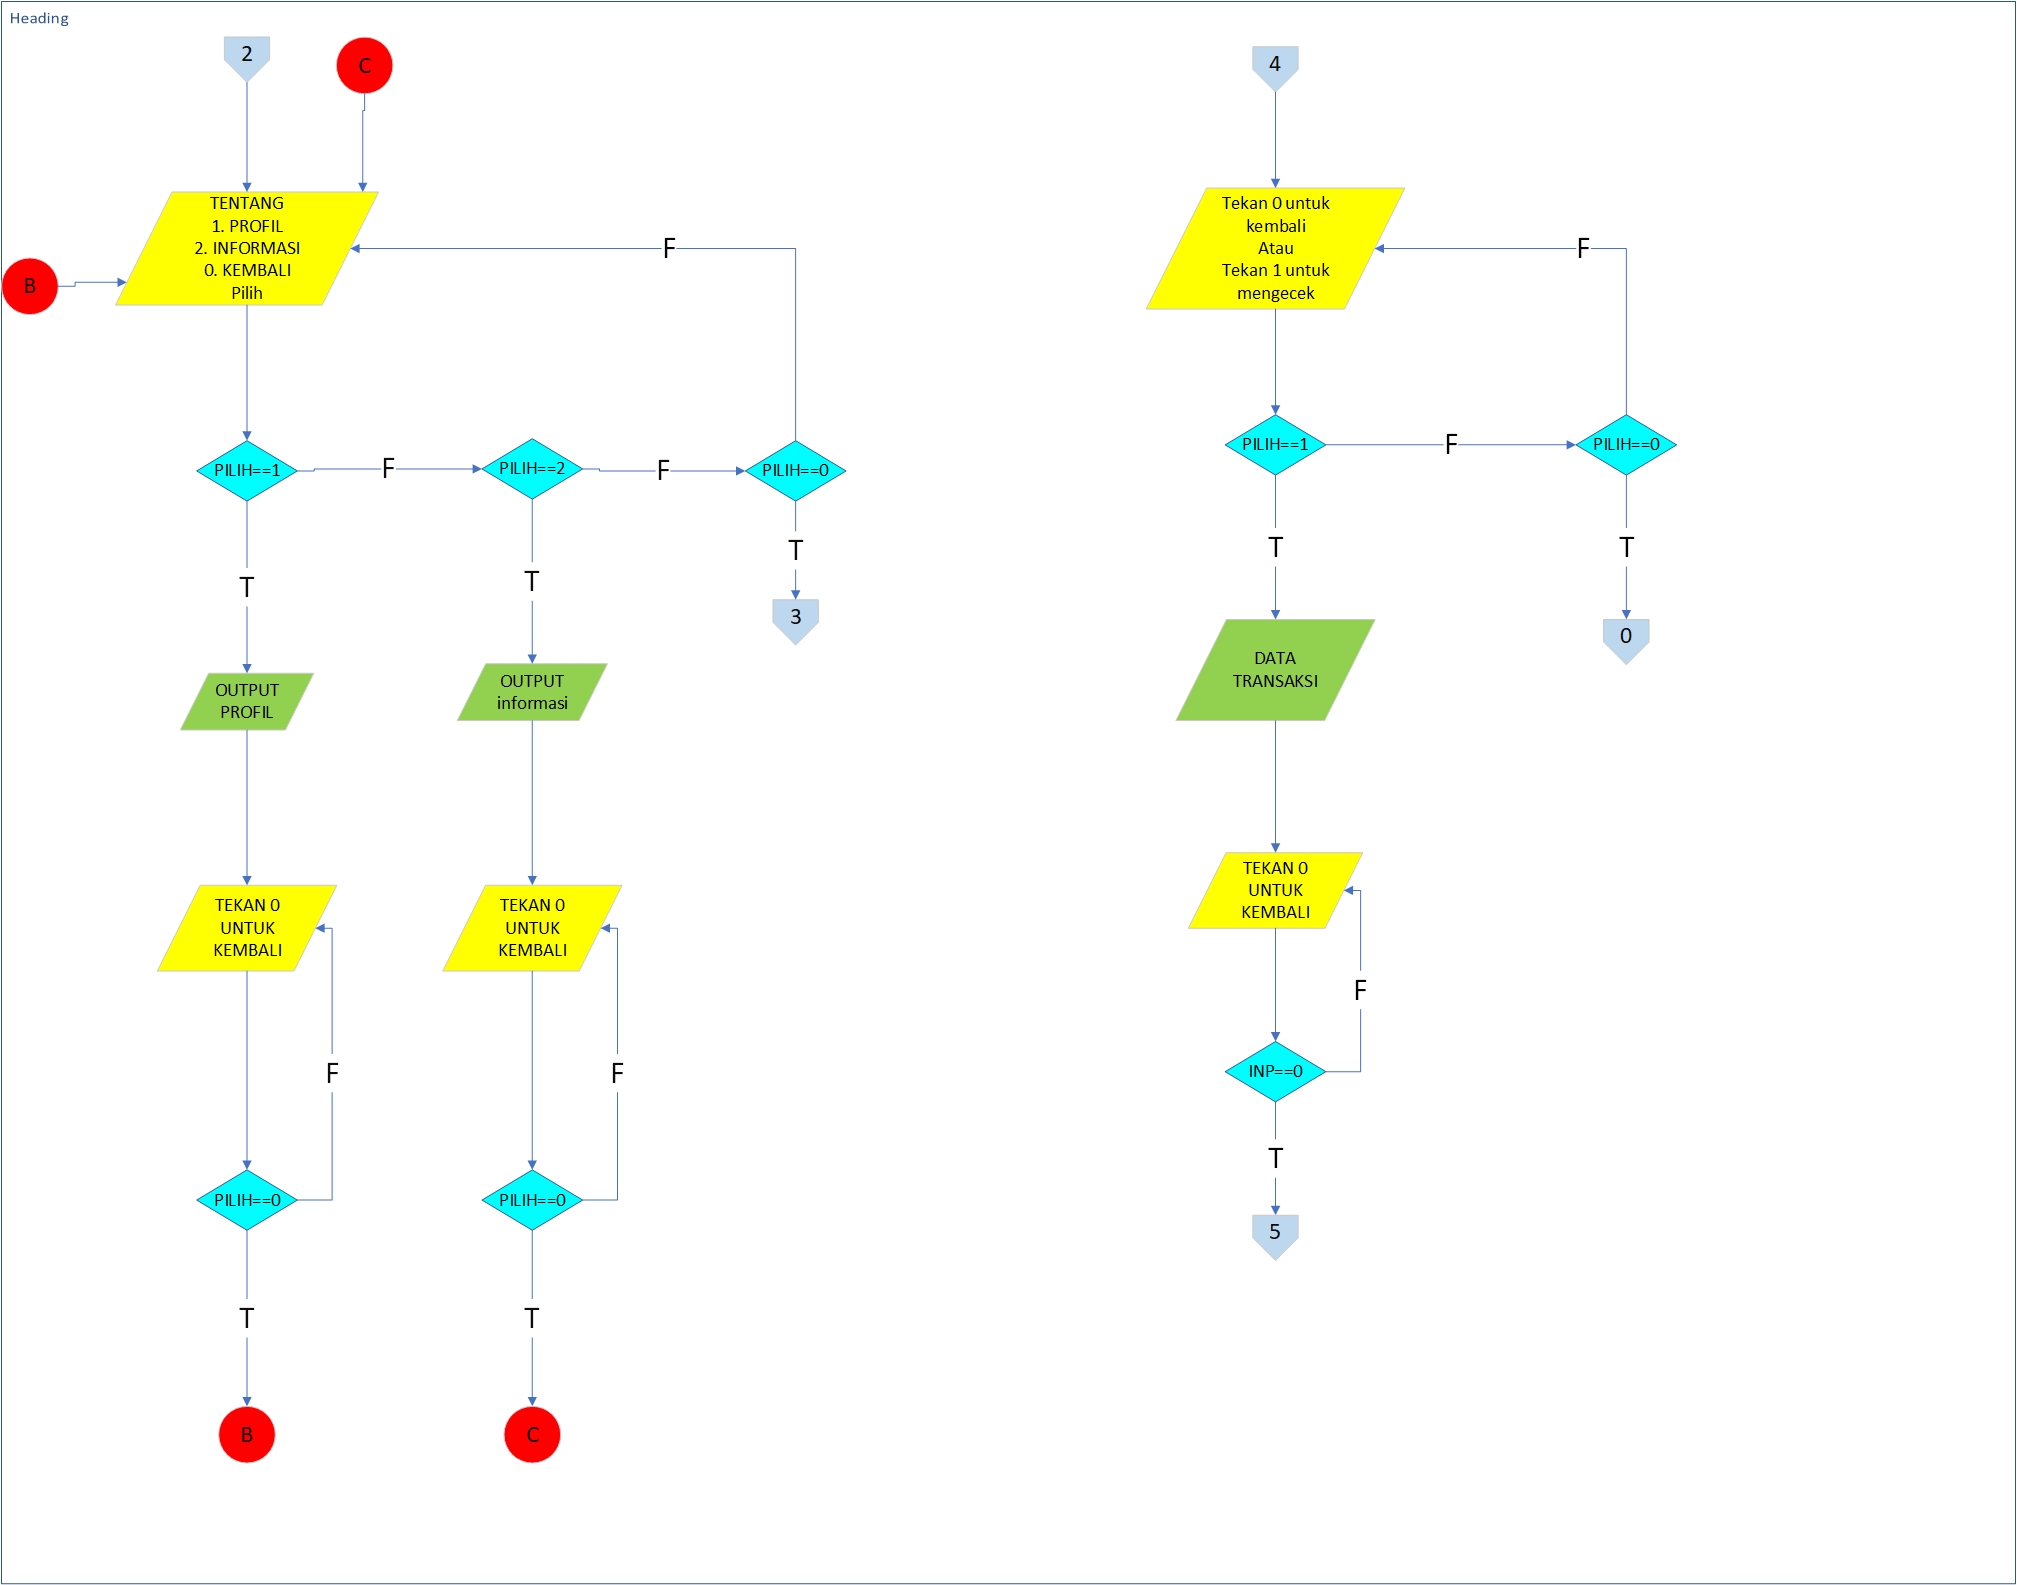 Heading
2
C
TENTANG
1. PROFIL
2. INFORMASI
0. KEMBALI
Pilih
B
F
PILIH==1
F
PILIH==2
F
PILIH==0
T
T
T
3
OUTPUT
PROFIL
OUTPUT
informasi
TEKAN 0
UNTUK
KEMBALI
TEKAN 0
UNTUK
KEMBALI
F
F
PILIH==0
PILIH==0
T
T
B
C
4
Tekan 0 untuk
kembali
Atau
Tekan 1 untuk
mengecek
F
PILIH==1
F
PILIH==0
T
T
0
DATA
TRANSAKSI
TEKAN 0
UNTUK
KEMBALI
F
INP==0
T
5